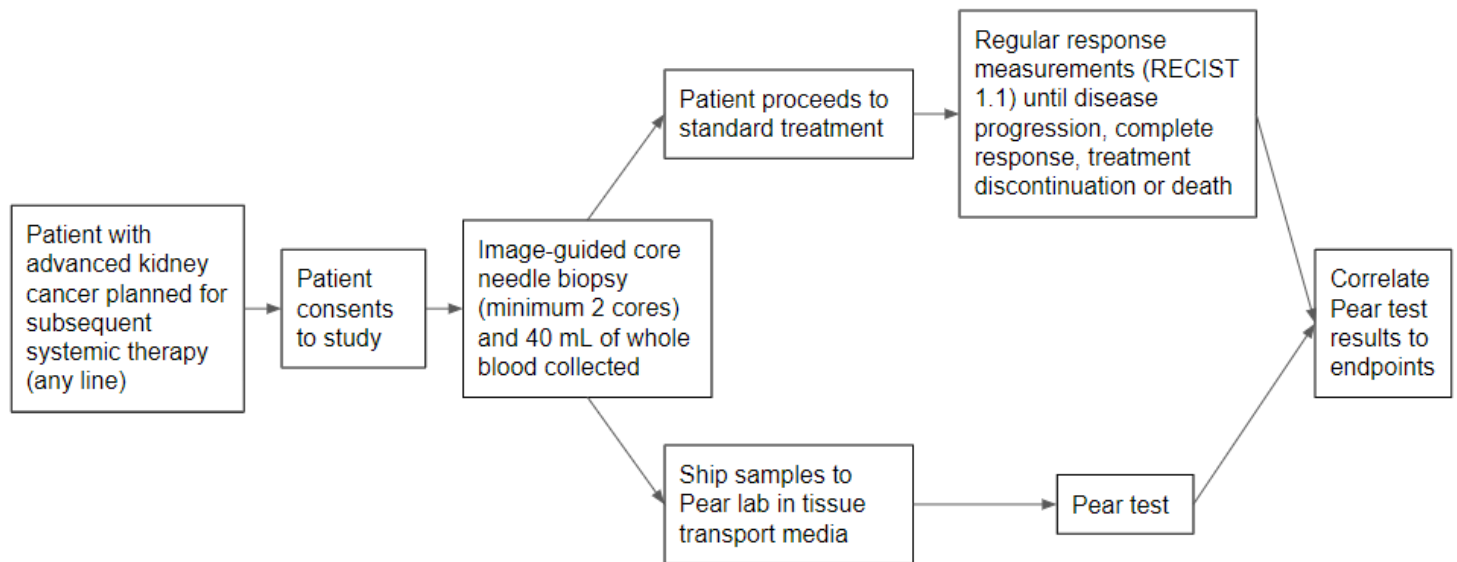 Patient with
advanced kidney
cancer planned for
subsequent
systemic therapy
(any line)
Patient
consents
to study
Image-guided core
needle biopsy
(minimum 2 cores)
and 40 mL of whole
blood collected
Patient proceeds to
standard treatment
Regular response
measurements (RECIST
1.1) until disease
progression, complete
response, treatment
discontinuation or death
Ship samples to
Pear lab in tissue
transport media
Pear test
Correlate
Pear test
results to
endpoints